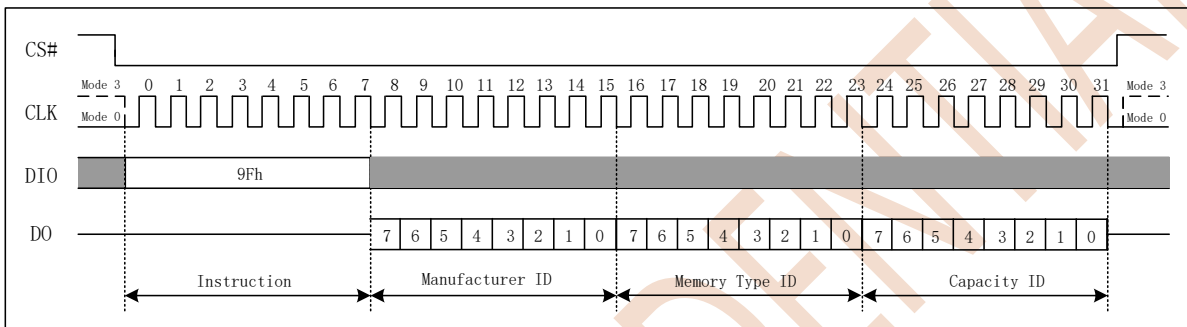 CS#
Mode 3 0 1 2 3 4 5 6 7 8 9 10 11 12 13 14 15 16 17 18 19 20 21 22 23 24 25 26 27 28 29 30 31 Mode 3
CLK
Mode 0 Mode 0
DIO 9Fh
DO 7 6 5 4 3 2 1 0 7 6 5 4 3 2 1 0 7 6 5 4 3 2 1 0
Instruction Manufacturer ID Memory Type ID Capacity ID
DENTIAL